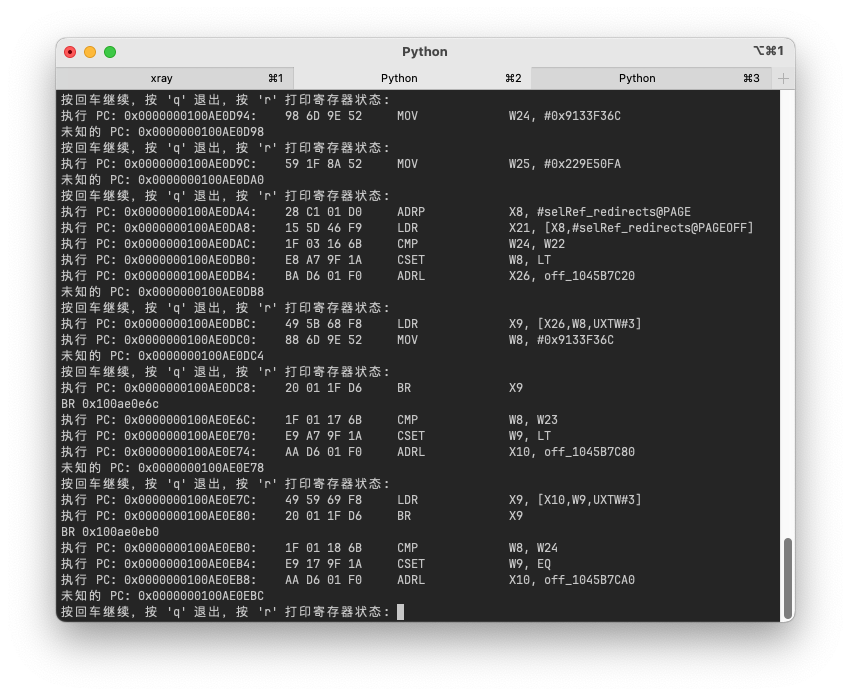 Python
⌥⌘1
xray ⌘1 Python ⌘2 Python ⌘3
按回车继续，按 'q' 退出，按 'r' 打印寄存器状态：
执行 PC: 0x0000000100AE0D94: 98 6D 9E 52 MOV W24, #0x9133F36C
未知的 PC: 0x0000000100AE0D98
按回车继续，按 'q' 退出，按 'r' 打印寄存器状态：
执行 PC: 0x0000000100AE0D9C: 59 1F 8A 52 MOV W25, #0x229E50FA
未知的 PC: 0x0000000100AE0DA0
按回车继续，按 'q' 退出，按 'r' 打印寄存器状态：
执行 PC: 0x0000000100AE0DA4: 28 C1 01 D0 ADRP X8, #selRef_redirects@PAGE
执行 PC: 0x0000000100AE0DA8: 15 5D 46 F9 LDR X21, [X8,#selRef_redirects@PAGEOFF]
执行 PC: 0x0000000100AE0DAC: 1F 03 16 6B CMP W24, W22
执行 PC: 0x0000000100AE0DB0: E8 A7 9F 1A CSET W8, LT
执行 PC: 0x0000000100AE0DB4: BA D6 01 F0 ADRL X26, off_1045B7C20
未知的 PC: 0x0000000100AE0DB8
按回车继续，按 'q' 退出，按 'r' 打印寄存器状态：
执行 PC: 0x0000000100AE0DBC: 49 5B 68 F8 LDR X9, [X26,W8,UXTW#3]
执行 PC: 0x0000000100AE0DC0: 88 6D 9E 52 MOV W8, #0x9133F36C
未知的 PC: 0x0000000100AE0DC4
按回车继续，按 'q' 退出，按 'r' 打印寄存器状态：
执行 PC: 0x0000000100AE0DC8: 20 01 1F D6 BR X9
BR 0x100ae0e6c
执行 PC: 0x0000000100AE0E6C: 1F 01 17 6B CMP W8, W23
执行 PC: 0x0000000100AE0E70: E9 A7 9F 1A CSET W9, LT
执行 PC: 0x0000000100AE0E74: AA D6 01 F0 ADRL X10, off_1045B7C80
未知的 PC: 0x0000000100AE0E78
按回车继续，按 'q' 退出，按 'r' 打印寄存器状态：
执行 PC: 0x0000000100AE0E7C: 49 59 69 F8 LDR X9, [X10,W9,UXTW#3]
执行 PC: 0x0000000100AE0E80: 20 01 1F D6 BR X9
BR 0x100ae0eb0
执行 PC: 0x0000000100AE0EB0: 1F 01 18 6B CMP W8, W24
执行 PC: 0x0000000100AE0EB4: E9 17 9F 1A CSET W9, EQ
执行 PC: 0x0000000100AE0EB8: AA D6 01 F0 ADRL X10, off_1045B7CA0
未知的 PC: 0x0000000100AE0EBC
按回车继续，按 'q' 退出，按 'r' 打印寄存器状态：